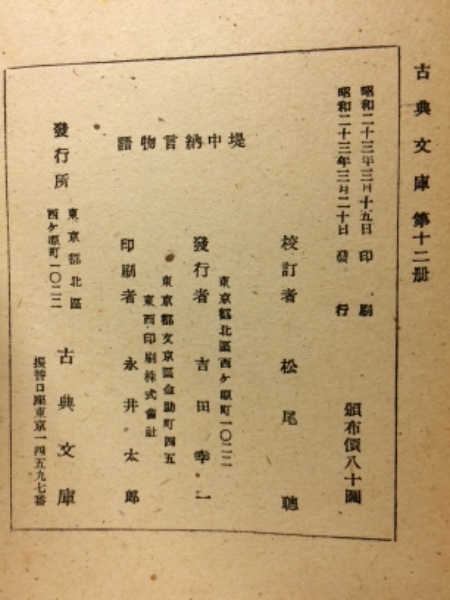 古典文庫 第十二册
昭和二十三年三月十五日 印刷
昭和二十三年三月二十日 發行
頒布價八十圓
堤中納言物語
校訂者 松尾聰
東京都北區西ケ原町一〇二二
發行者 吉田幸一
東京都文京區金助町四五
東西印刷株式會社
印刷者 永井太郎
東京都北區
西ケ原町一〇二二
發行所 古典文庫
振替口座東京一四五九七番